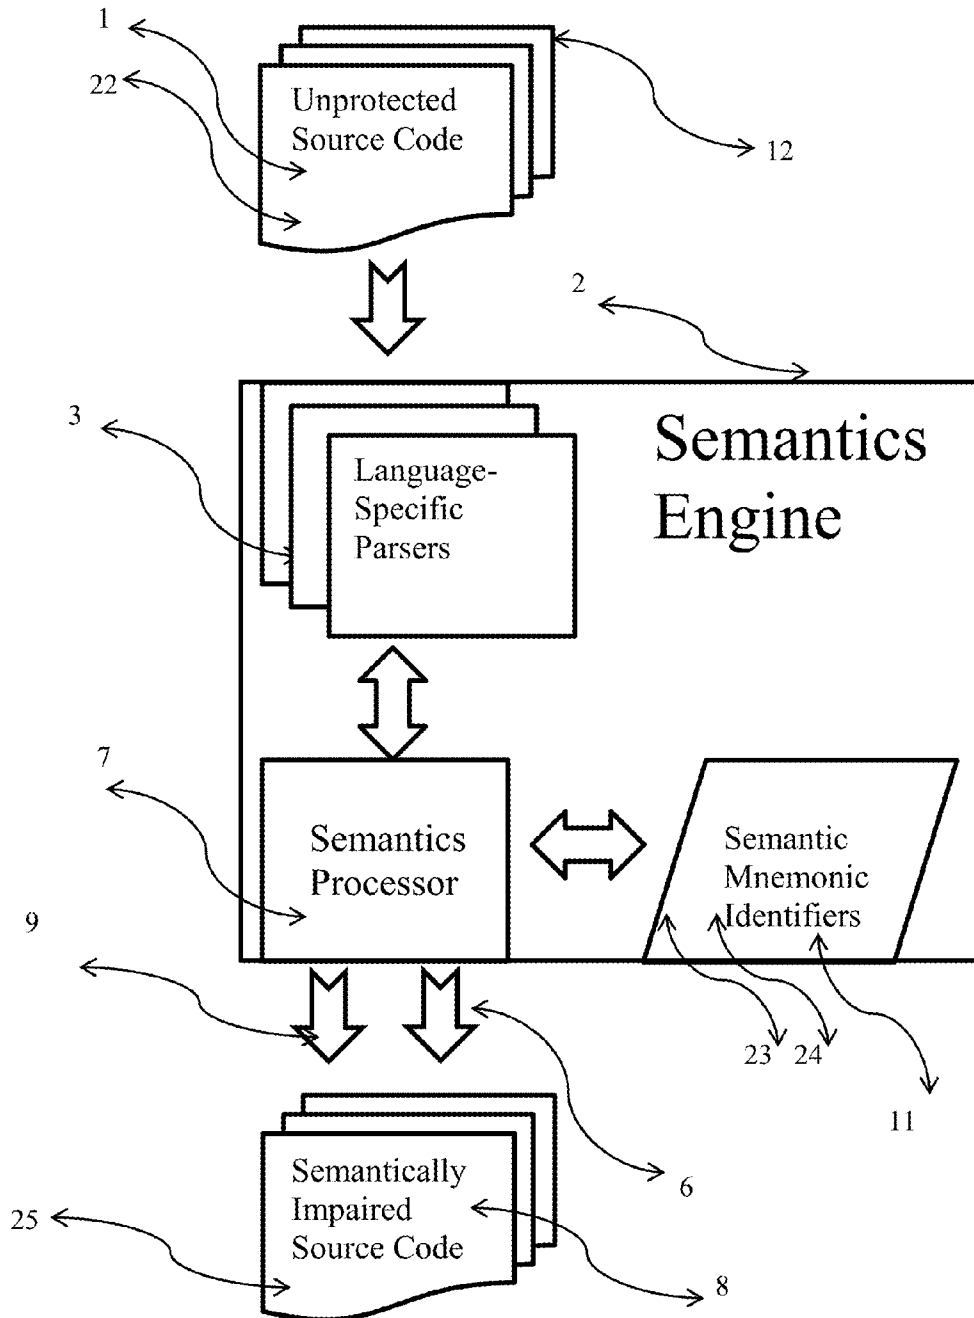 1
22
Unprotected
Source Code
12
2
3
Semantics
Engine
Language-
Specific
Parsers
7
Semantics
Processor
Semantic
Mnemonic
Identifiers
9
23
24
11
6
Semantically
Impaired
Source Code
25
8